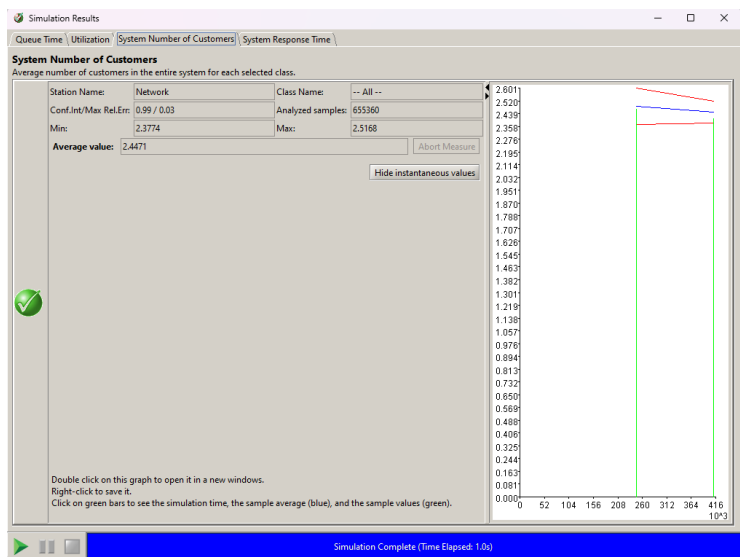 Simulation Results
Queue Time Utilization System Number of Customers System Response Time
System Number of Customers
Average number of customers in the entire system for each selected class.
Station Name: Network Class Name: -- All --
Conf.Int/Max Rel.Err: 0.99 / 0.03 Analyzed samples: 655360
Min: 2.3774 Max: 2.5168
Average value: 2.4471 Abort Measure
Hide instantaneous values
Double click on this graph to open it in a new windows.
Right-click to save it.
Click on green bars to see the simulation time, the sample average (blue), and the sample values (green).
2.601
2.520
2.439
2.358
2.276
2.195
2.114
2.032
1.951
1.870
1.788
1.707
1.626
1.545
1.463
1.382
1.301
1.219
1.138
1.057
0.976
0.894
0.813
0.732
0.650
0.569
0.488
0.406
0.325
0.244
0.163
0.081
0.000
0 52 104 156 208 260 312 364 416
10^3
Simulation Complete (Time Elapsed: 1.0s)